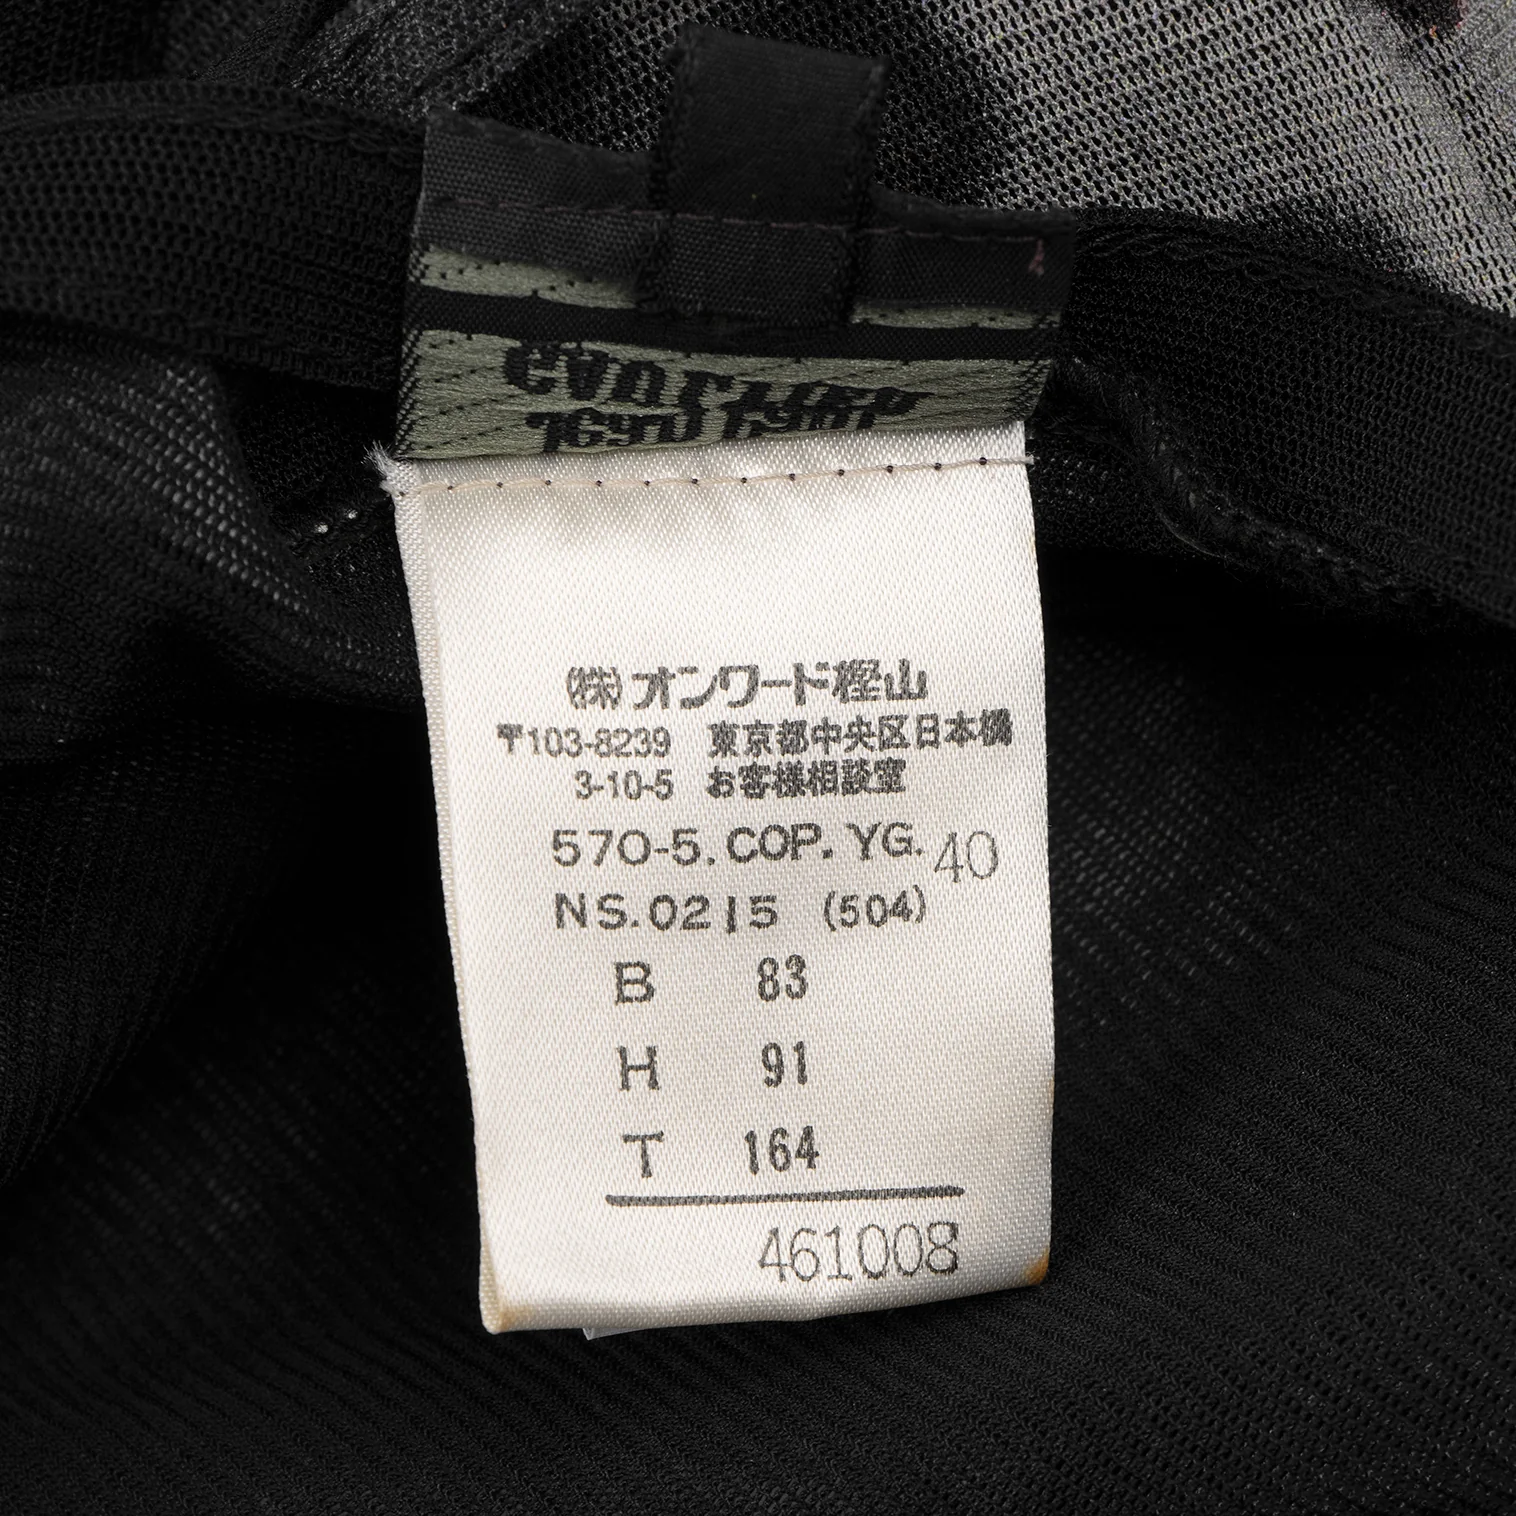 (株)オンワード樫山
〒103-8239 東京都中央区日本橋
3-10-5 お客様相談室
570-5.COP.YG.40
NS.0215 (504)
B 83
H 91
T 164
461008